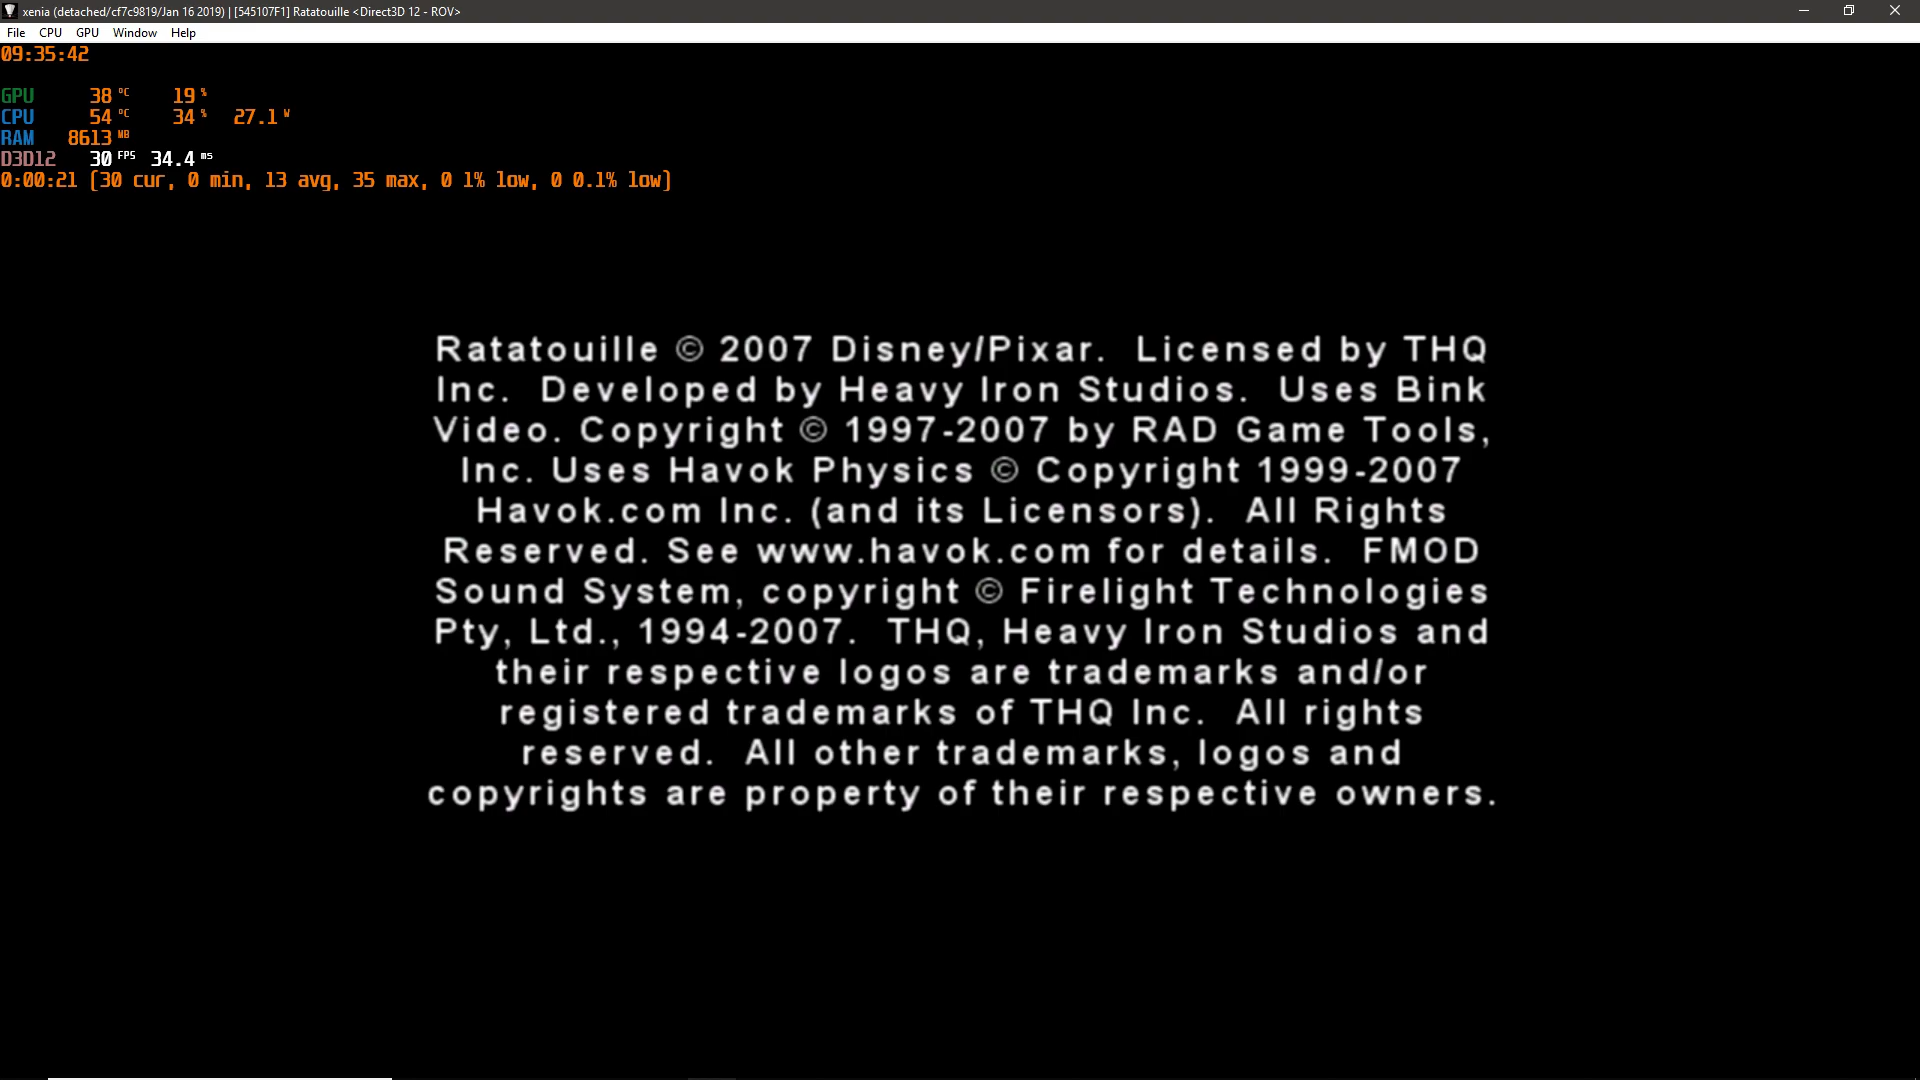 xenia (detached/cf7c9819/Jan 16 2019) | [545107F1] Ratatouille <Direct3D 12 - ROV>
File CPU GPU Window Help
09:35:42
GPU 38 °C 19 %
CPU 54 °C 34 % 27.1 W
RAM 8613 MB
D3D12 30 FPS 34.4 ms
0:00:21 [30 cur, 0 min, 13 avg, 35 max, 0 1% low, 0 0.1% low]
Ratatouille © 2007 Disney/Pixar. Licensed by THQ
Inc. Developed by Heavy Iron Studios. Uses Bink
Video. Copyright © 1997-2007 by RAD Game Tools,
Inc. Uses Havok Physics © Copyright 1999-2007
Havok.com Inc. (and its Licensors). All Rights
Reserved. See www.havok.com for details. FMOD
Sound System, copyright © Firelight Technologies
Pty, Ltd., 1994-2007. THQ, Heavy Iron Studios and
their respective logos are trademarks and/or
registered trademarks of THQ Inc. All rights
reserved. All other trademarks, logos and
copyrights are property of their respective owners.